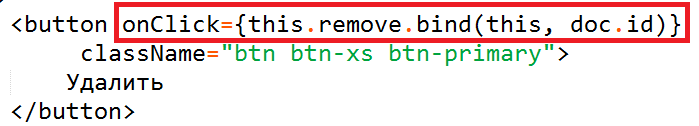 <button onClick={this.remove.bind(this, doc.id)}
className="btn btn-xs btn-primary">
Удалить
</button>